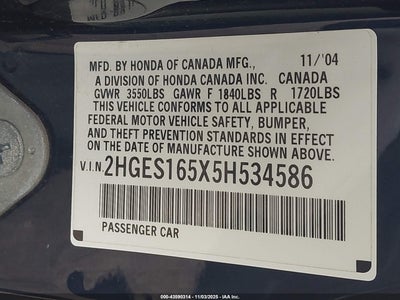 MFD. BY HONDA OF CANADA MFG., 11/'04
A DIVISION OF HONDA CANADA INC. CANADA
GVWR 3550LBS GAWR F 1840LBS R 1720LBS
THIS VEHICLE CONFORMS TO ALL APPLICABLE
FEDERAL MOTOR VEHICLE SAFETY, BUMPER,
AND THEFT PREVENTION STANDARDS IN EFFECT
ON THE DATE OF MANUFACTURE SHOWN ABOVE.
V.I.N. 2HGES165X5H534586
PASSENGER CAR
000-43590314 - 11/03/2025 - IAA Inc.